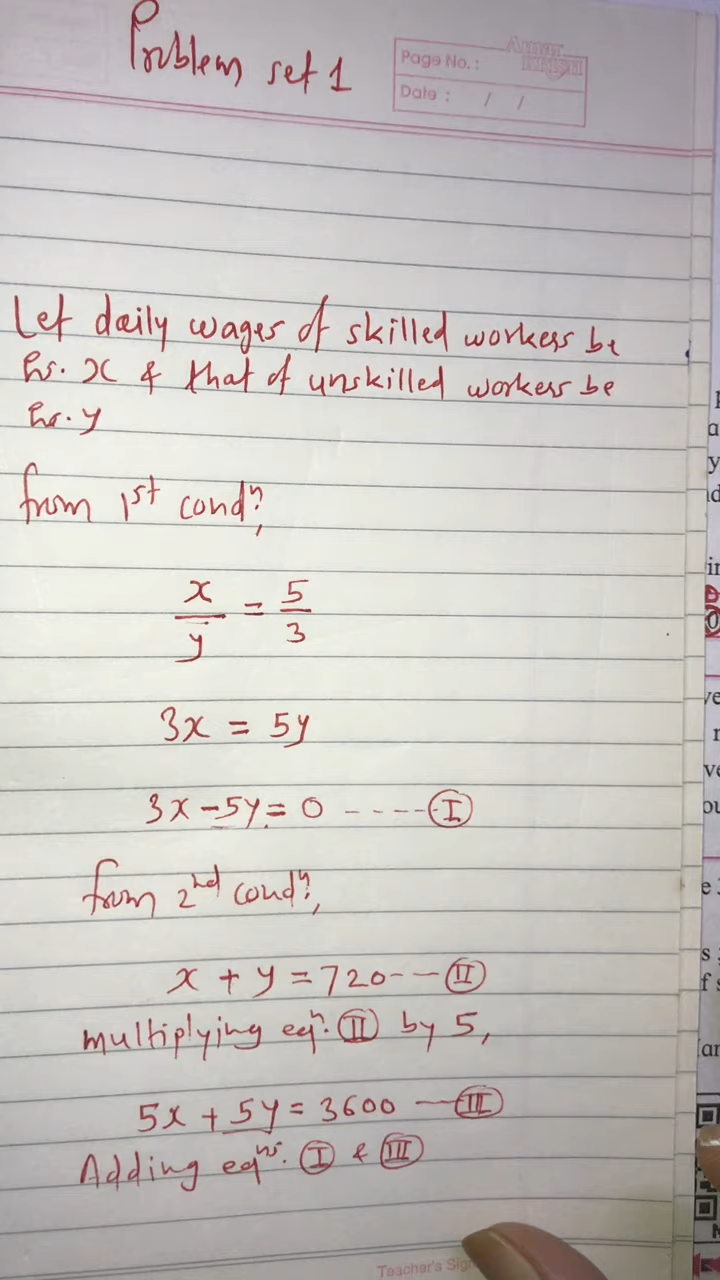 Problem set 1
Page No. :
Date : / /
Let daily wages of skilled workers be
Rs. x & that of unskilled workers be
Rs. y
from 1st condn,
x/y = 5/3
3x = 5y
3x - 5y = 0 ---- I
from 2nd condn,
x + y = 720 --- II
multiplying eqn. II by 5,
5x + 5y = 3600 — III
Adding eqns. I & III
Teacher's